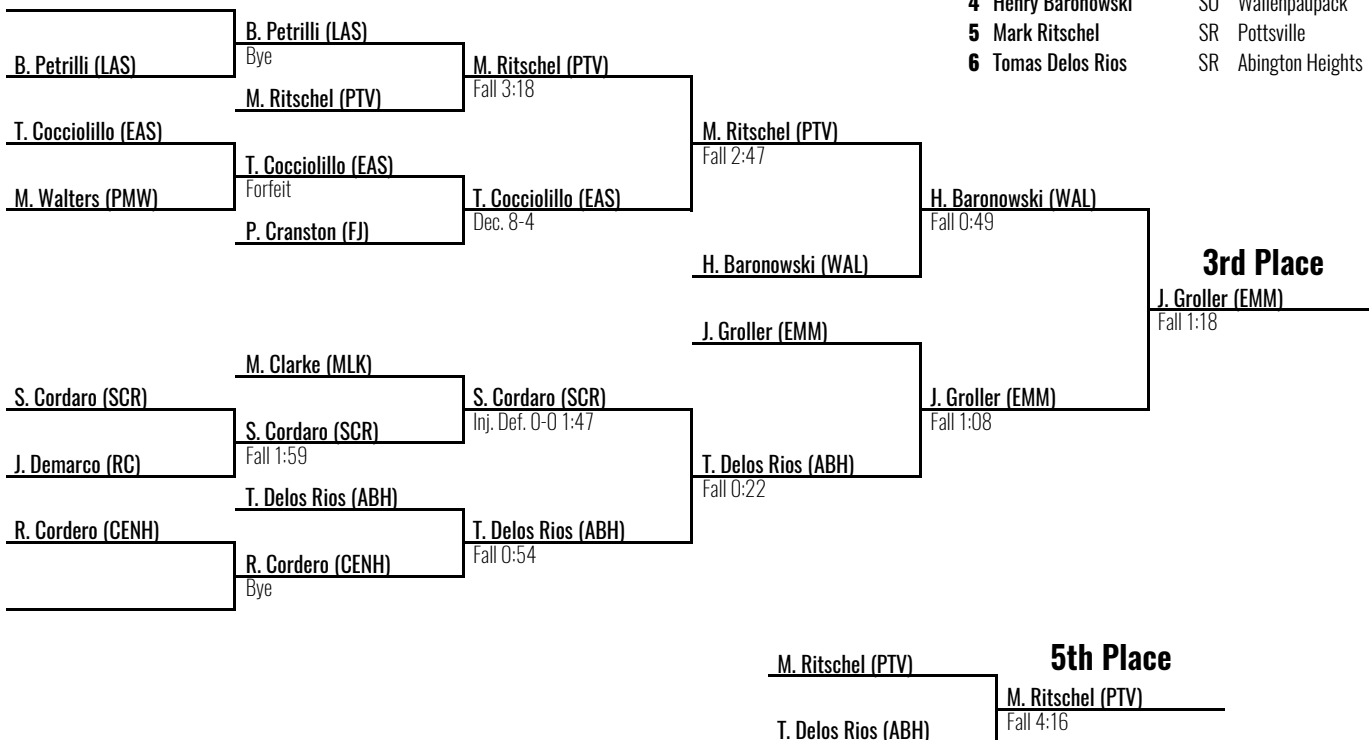 4 Henry Baronowski SO Wallenpaupack
5 Mark Ritschel SR Pottsville
6 Tomas Delos Rios SR Abington Heights
B. Petrilli (LAS)
B. Petrilli (LAS)
Bye
M. Ritschel (PTV)
M. Ritschel (PTV)
Fall 3:18
T. Cocciolillo (EAS)
M. Walters (PMW)
T. Cocciolillo (EAS)
Forfeit
P. Cranston (FJ)
T. Cocciolillo (EAS)
Dec. 8-4
M. Ritschel (PTV)
Fall 2:47
H. Baronowski (WAL)
H. Baronowski (WAL)
Fall 0:49
3rd Place
J. Groller (EMM)
Fall 1:18
J. Groller (EMM)
J. Groller (EMM)
Fall 1:08
M. Clarke (MLK)
S. Cordaro (SCR)
J. Demarco (RC)
S. Cordaro (SCR)
Fall 1:59
S. Cordaro (SCR)
Inj. Def. 0-0 1:47
T. Delos Rios (ABH)
Fall 0:22
T. Delos Rios (ABH)
R. Cordero (CENH)
R. Cordero (CENH)
Bye
T. Delos Rios (ABH)
Fall 0:54
5th Place
M. Ritschel (PTV)
M. Ritschel (PTV)
Fall 4:16
T. Delos Rios (ABH)